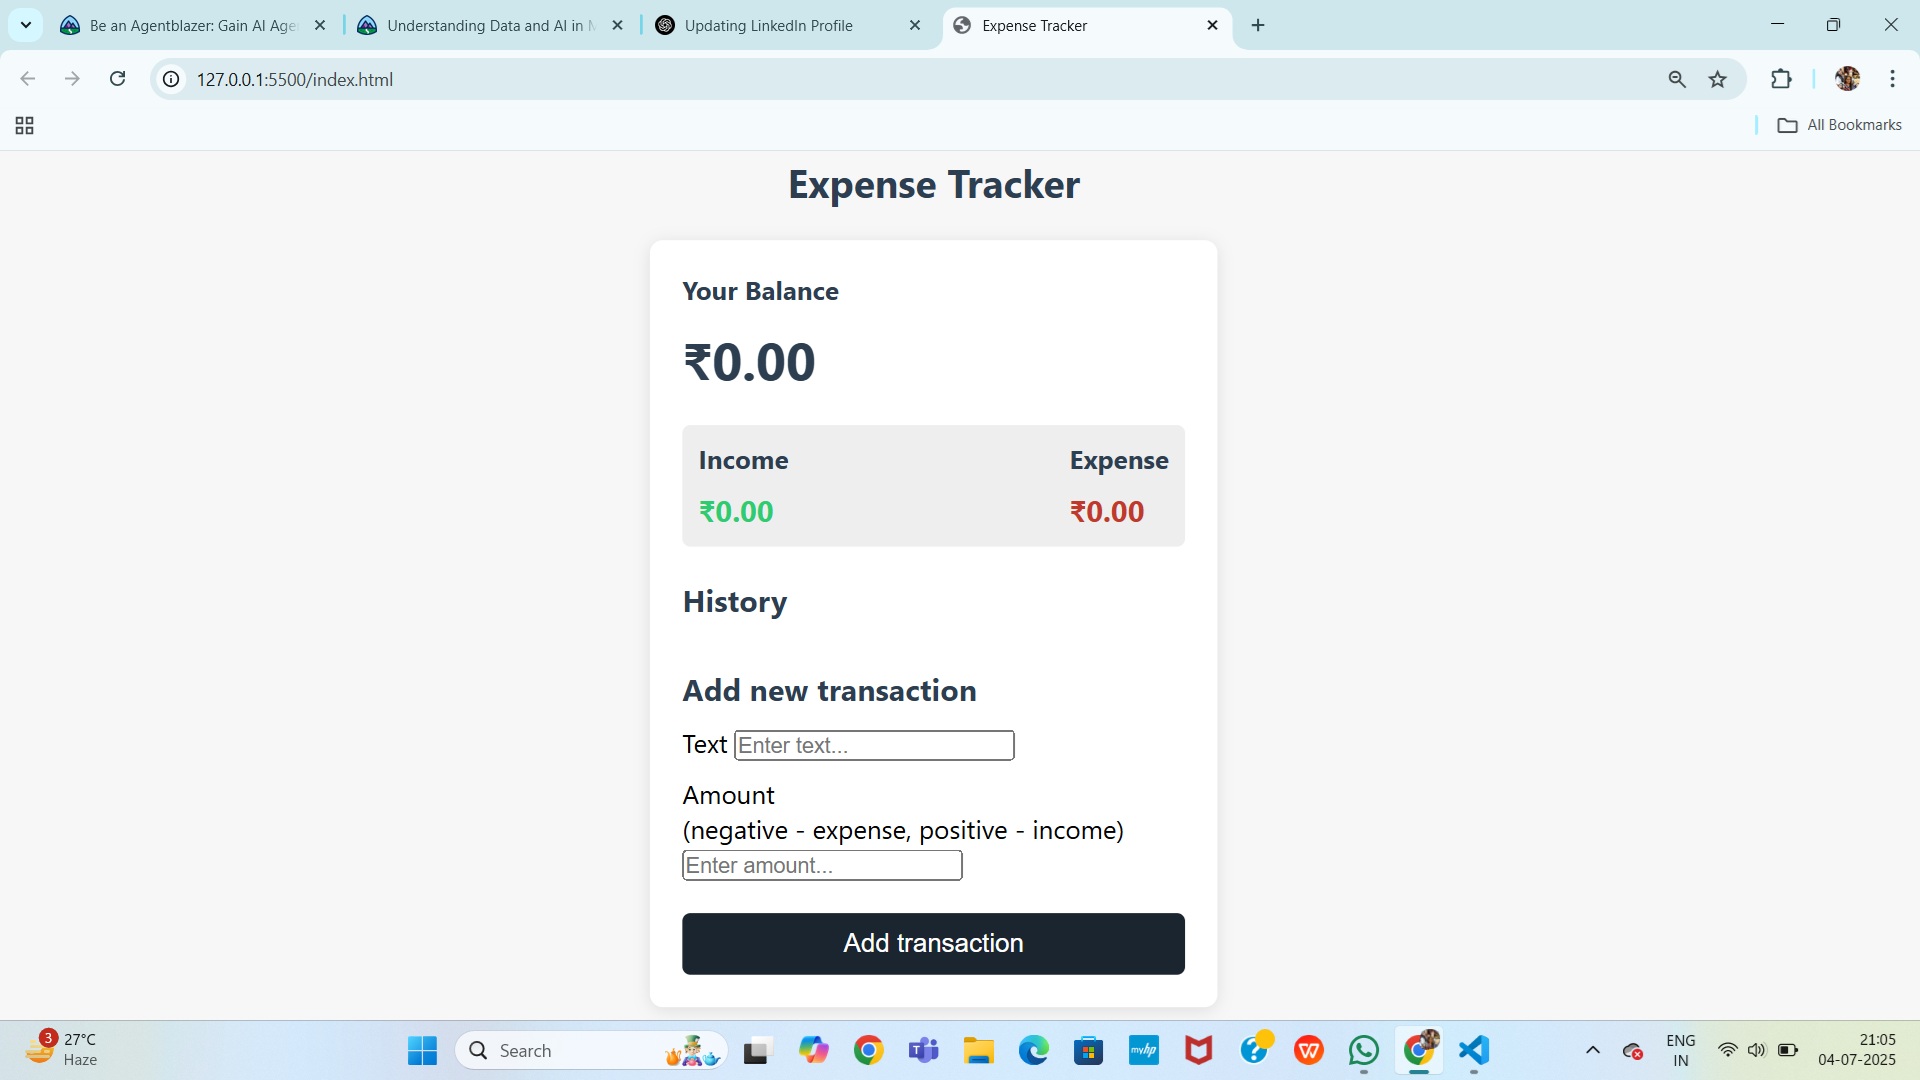 Be an Agentblazer: Gain AI Age
Understanding Data and AI in M
Updating LinkedIn Profile
Expense Tracker
127.0.0.1:5500/index.html
All Bookmarks
Expense Tracker
Your Balance
₹0.00
Income
Expense
₹0.00
₹0.00
History
Add new transaction
Text
Enter text...
Amount
(negative - expense, positive - income)
Enter amount...
Add transaction
3
27°C
Haze
Search
myhp
ENG
IN
21:05
04-07-2025